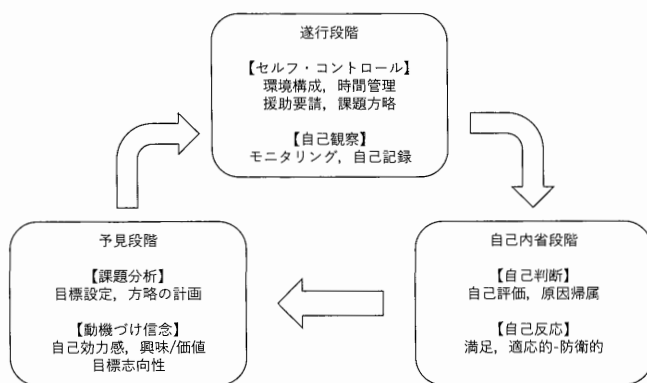 遂行段階
【セルフ・コントロール】
環境構成，時間管理
援助要請，課題方略
【自己観察】
モニタリング，自己記録
予見段階
【課題分析】
目標設定，方略の計画
【動機づけ信念】
自己効力感，興味/価値
目標志向性
自己内省段階
【自己判断】
自己評価，原因帰属
【自己反応】
満足，適応的-防衛的